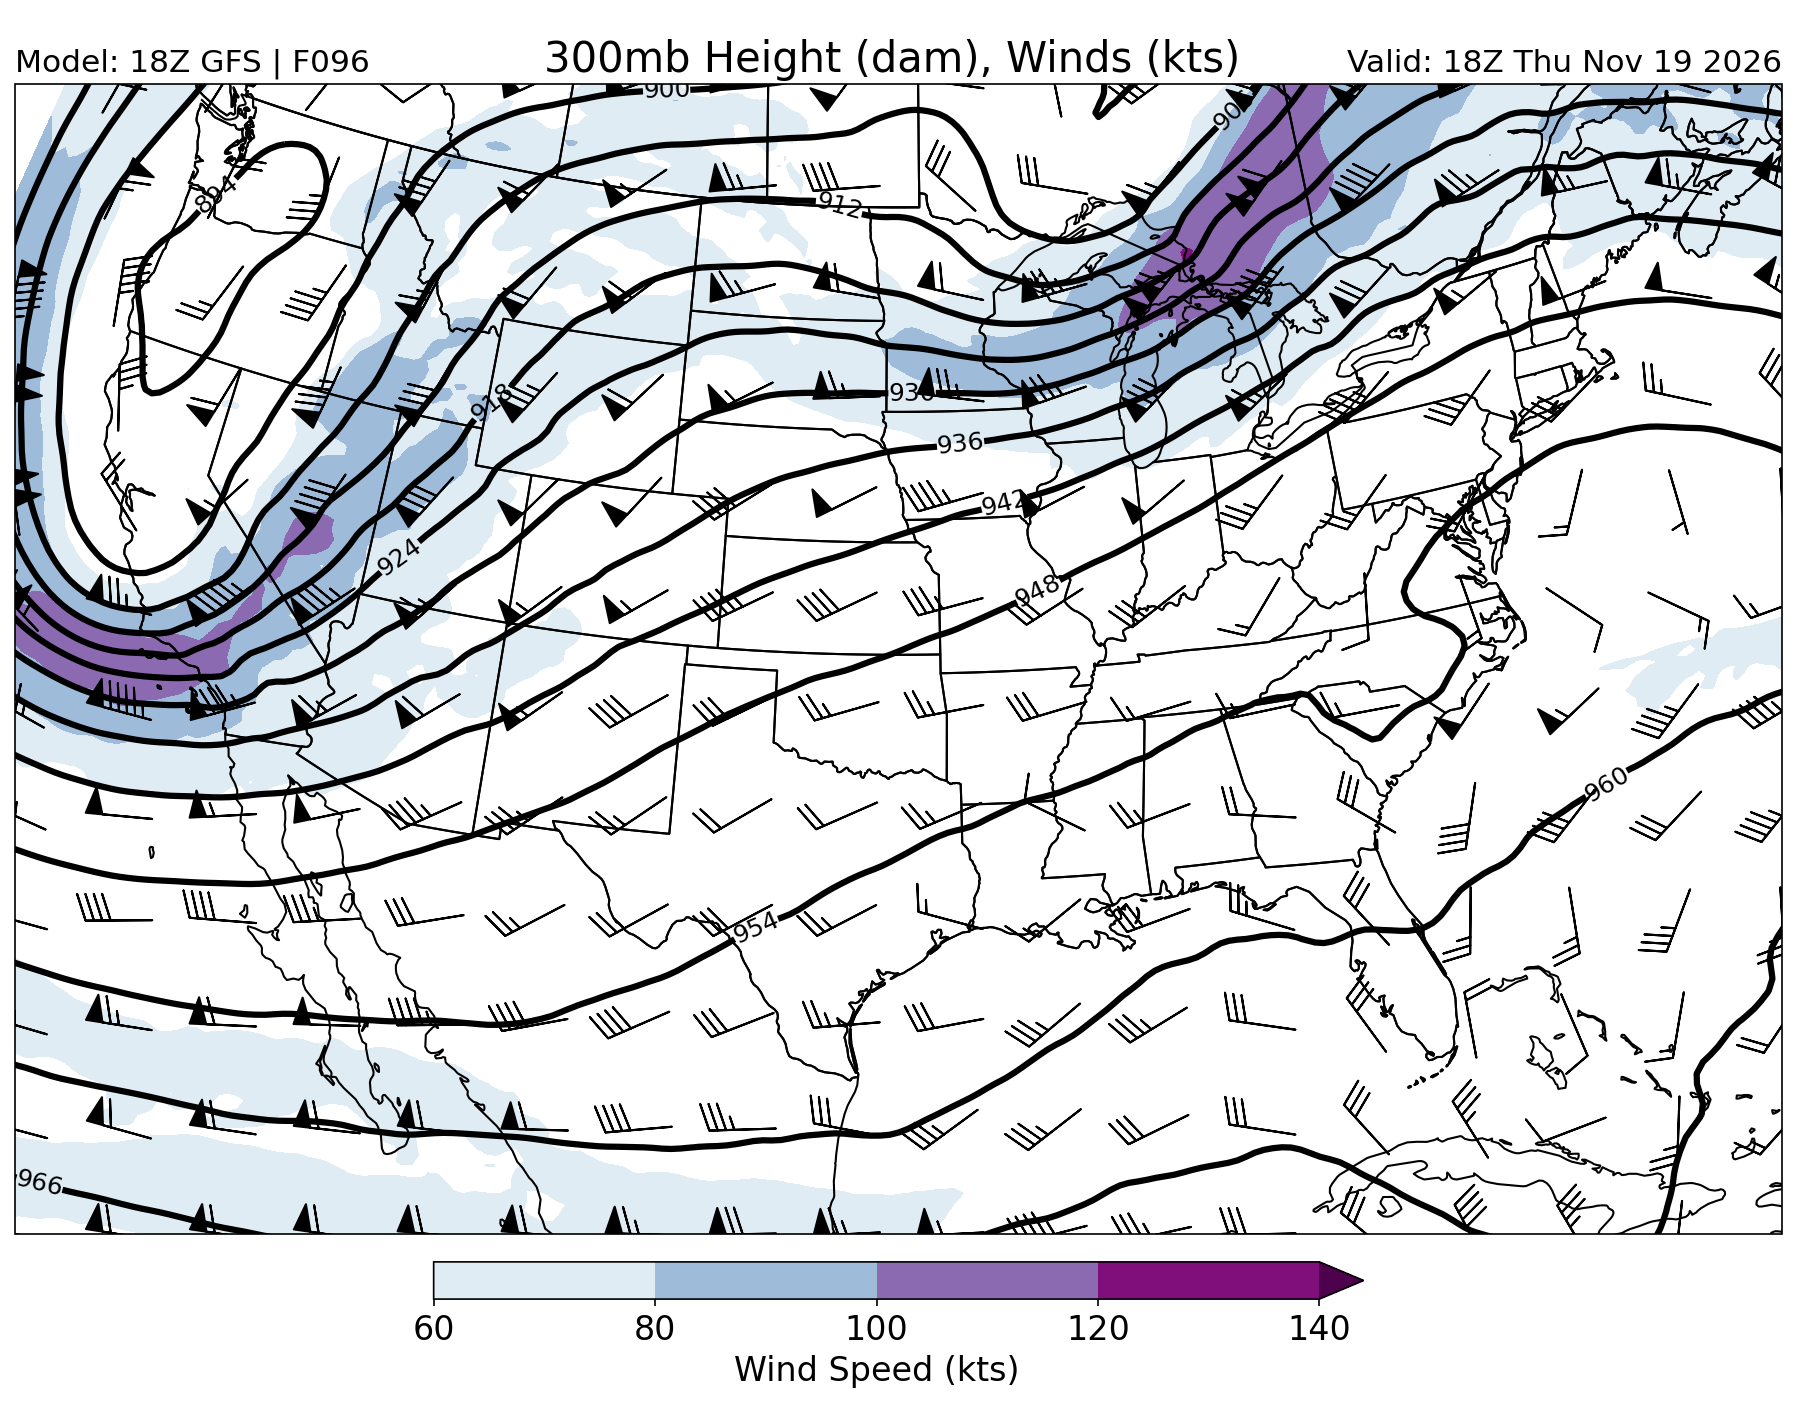 Model: 18Z GFS | F096
300mb Height (dam), Winds (kts)
Valid: 18Z Thu Nov 19 2026
900
894
912
918
930
936
942
924
948
954
960
966
60 80 100 120 140
Wind Speed (kts)